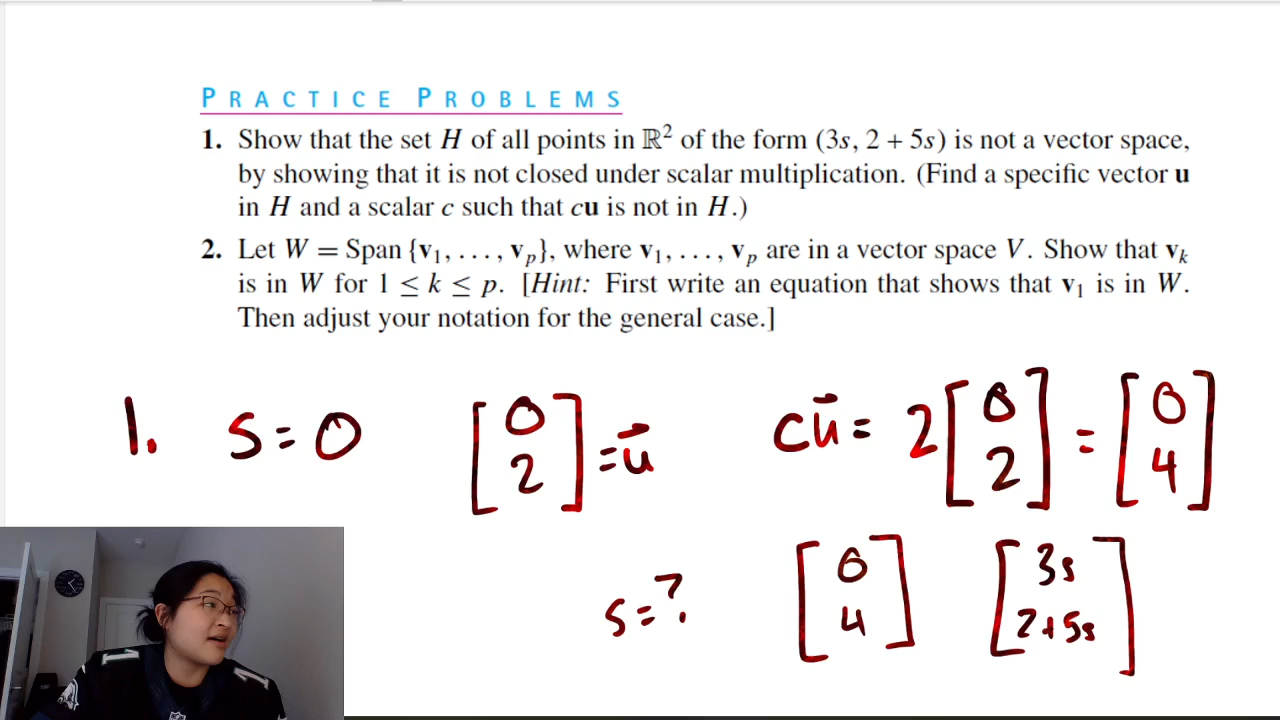 PRACTICE PROBLEMS
1. Show that the set H of all points in ℝ² of the form (3s, 2 + 5s) is not a vector space,
by showing that it is not closed under scalar multiplication. (Find a specific vector u
in H and a scalar c such that cu is not in H.)
2. Let W = Span {v₁, . . . , vₚ}, where v₁, . . . , vₚ are in a vector space V. Show that vₖ
is in W for 1 ≤ k ≤ p. [Hint: First write an equation that shows that v₁ is in W.
Then adjust your notation for the general case.]
1. s=0 [0 2] = u⃗ cu⃗ = 2 [0 2] = [0 4]
s=? [0 4] [3s 2+5s]
1